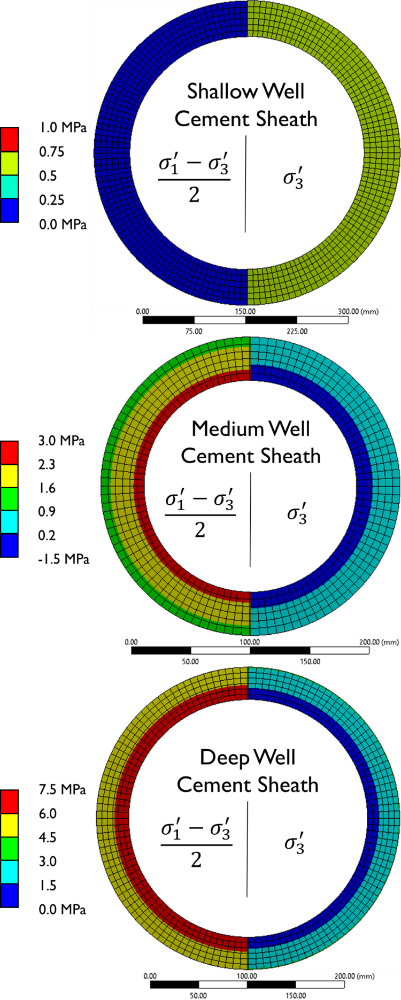 Shallow Well
Cement Sheath
σ′₁ − σ′₃
2
σ′₃
1.0 MPa
0.75
0.5
0.25
0.0 MPa
0.00 150.00 300.00 (mm)
75.00 225.00
Medium Well
Cement Sheath
σ′₁ − σ′₃
2
σ′₃
3.0 MPa
2.3
1.6
0.9
0.2
-1.5 MPa
0.00 100.00 200.00 (mm)
50.00 150.00
Deep Well
Cement Sheath
σ′₁ − σ′₃
2
σ′₃
7.5 MPa
6.0
4.5
3.0
1.5
0.0 MPa
0.00 100.00 200.00 (mm)
50.00 150.00